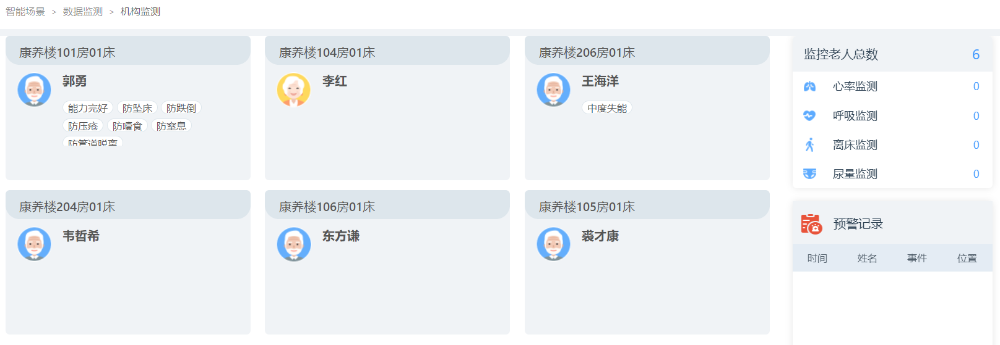 智能场景 > 数据监测 > 机构监测
康养楼101房01床
郭勇
能力完好 防坠床 防跌倒
防压疮 防噎食 防窒息
防管道脱离
康养楼104房01床
李红
康养楼206房01床
王海洋
中度失能
康养楼204房01床
韦哲希
康养楼106房01床
东方谦
康养楼105房01床
裘才康
监控老人总数 6
心率监测 0
呼吸监测 0
离床监测 0
尿量监测 0
预警记录
时间 姓名 事件 位置